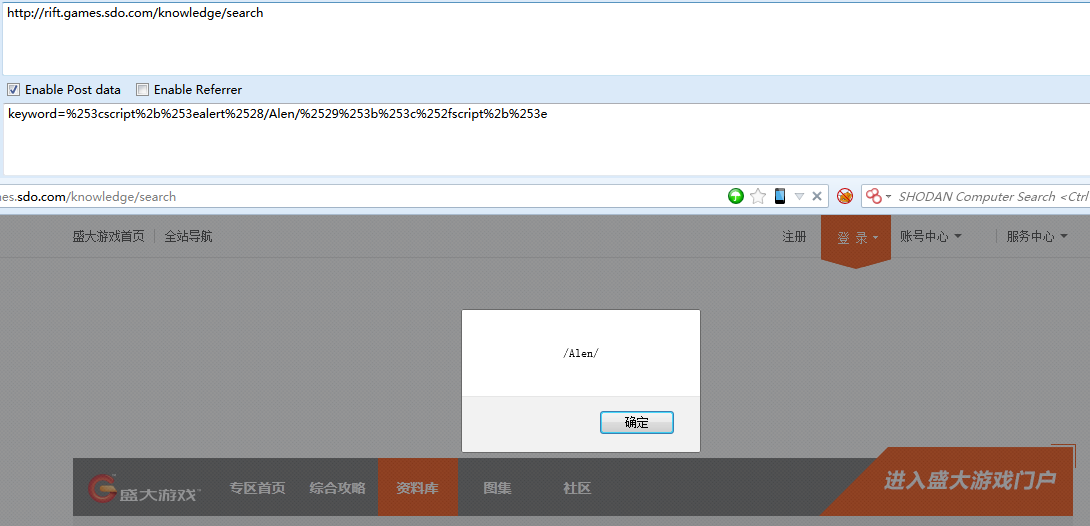 http://rift.games.sdo.com/knowledge/search
Enable Post data Enable Referrer
keyword=%253cscript%2b%253ealert%2528/Alen/%2529%253b%253c%252fscript%2b%253e
es.sdo.com/knowledge/search SHODAN Computer Search <Ctrl
盛大游戏首页 全站导航 注册 登 录 账号中心 服务中心
/Alen/
确定
盛大游戏™ 专区首页 综合攻略 资料库 图集 社区 进入盛大游戏门户